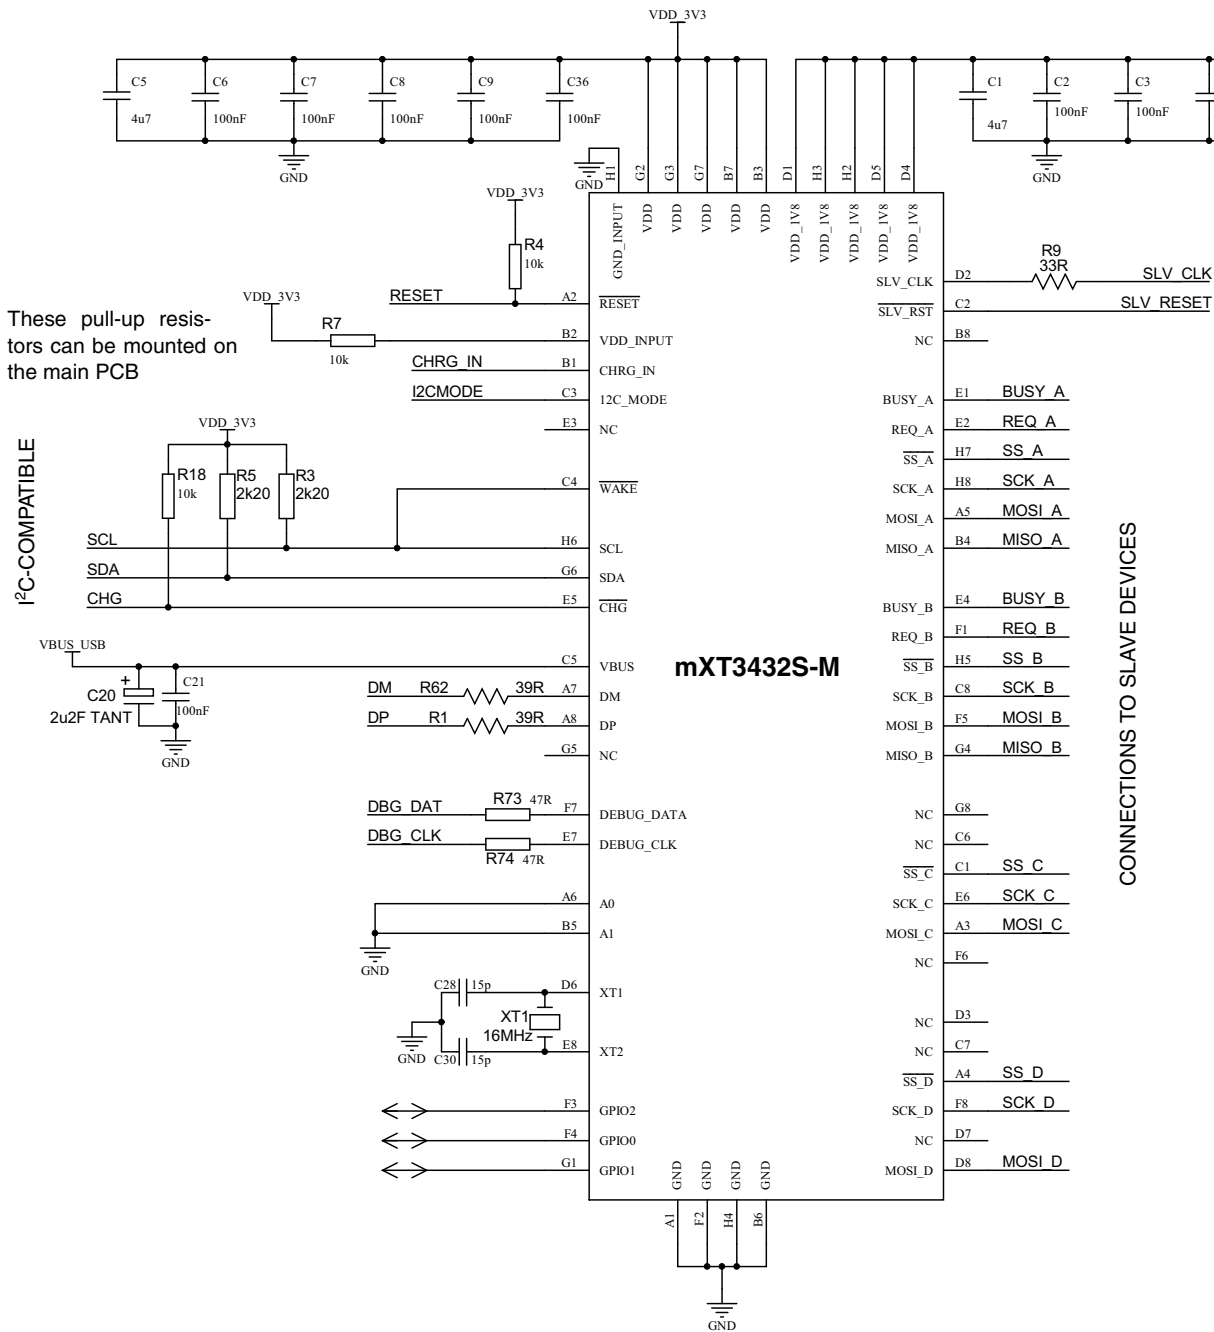 VDD_3V3
C5
C6
C7
C8
C9
C36
C1
C2
C3
4u7
100nF
100nF
100nF
100nF
100nF
4u7
100nF
100nF
GND
GND
GND
H1
G2
G3
G7
B7
B3
D1
H3
H2
D5
D4
GND_INPUT
VDD
VDD
VDD
VDD
VDD
VDD_1V8
VDD_1V8
VDD_1V8
VDD_1V8
VDD_1V8
VDD_3V3
R4
10k
RESET
A2
RESET
VDD_3V3
R7
10k
B2
VDD_INPUT
These pull-up resis-
tors can be mounted on
the main PCB
CHRG_IN
B1
CHRG_IN
I2CMODE
C3
12C_MODE
E3
NC
VDD_3V3
R18
10k
R5
2k20
R3
2k20
C4
WAKE
I2C-COMPATIBLE
SCL
H6
SCL
SDA
G6
SDA
CHG
E5
CHG
VBUS_USB
C5
VBUS
+
C20
2u2F TANT
C21
100nF
GND
DM
R62
39R
A7
DM
DP
R1
39R
A8
DP
G5
NC
DBG_DAT
R73
47R
F7
DEBUG_DATA
DBG_CLK
R74
47R
E7
DEBUG_CLK
A6
A0
B5
A1
GND
C28
15p
D6
XT1
XT1
16MHz
GND
C30
15p
E8
XT2
F3
GPIO2
F4
GPIO0
G1
GPIO1
mXT3432S-M
SLV_CLK
D2
R9
33R
SLV_CLK
SLV_RST
C2
SLV_RESET
NC
B8
BUSY_A
E1
BUSY_A
REQ_A
E2
REQ_A
SS_A
H7
SS_A
SCK_A
H8
SCK_A
MOSI_A
A5
MOSI_A
MISO_A
B4
MISO_A
BUSY_B
E4
BUSY_B
REQ_B
F1
REQ_B
SS_B
H5
SS_B
SCK_B
C8
SCK_B
MOSI_B
F5
MOSI_B
MISO_B
G4
MISO_B
NC
G8
NC
C6
SS_C
C1
SS_C
SCK_C
E6
SCK_C
MOSI_C
A3
MOSI_C
NC
F6
NC
D3
NC
C7
SS_D
A4
SS_D
SCK_D
F8
SCK_D
NC
D7
MOSI_D
D8
MOSI_D
CONNECTIONS TO SLAVE DEVICES
GND
GND
GND
GND
A1
F2
H4
B6
GND